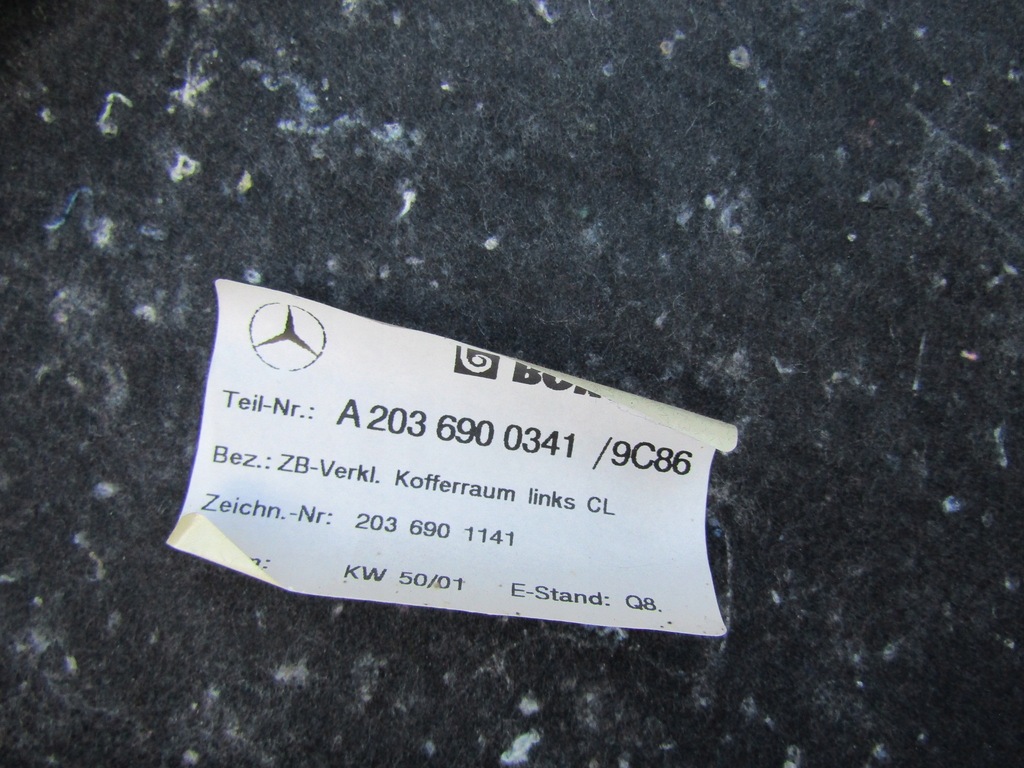 Teil-Nr.: A 203 690 0341 /9C86
Bez.: ZB-Verkl. Kofferraum links CL
Zeichn.-Nr: 203 690 1141
KW 50/01 E-Stand: Q8.